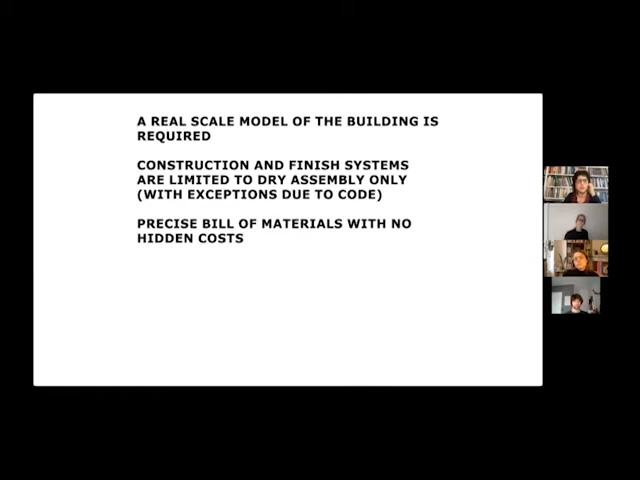 A REAL SCALE MODEL OF THE BUILDING IS
REQUIRED
CONSTRUCTION AND FINISH SYSTEMS
ARE LIMITED TO DRY ASSEMBLY ONLY
(WITH EXCEPTIONS DUE TO CODE)
PRECISE BILL OF MATERIALS WITH NO
HIDDEN COSTS